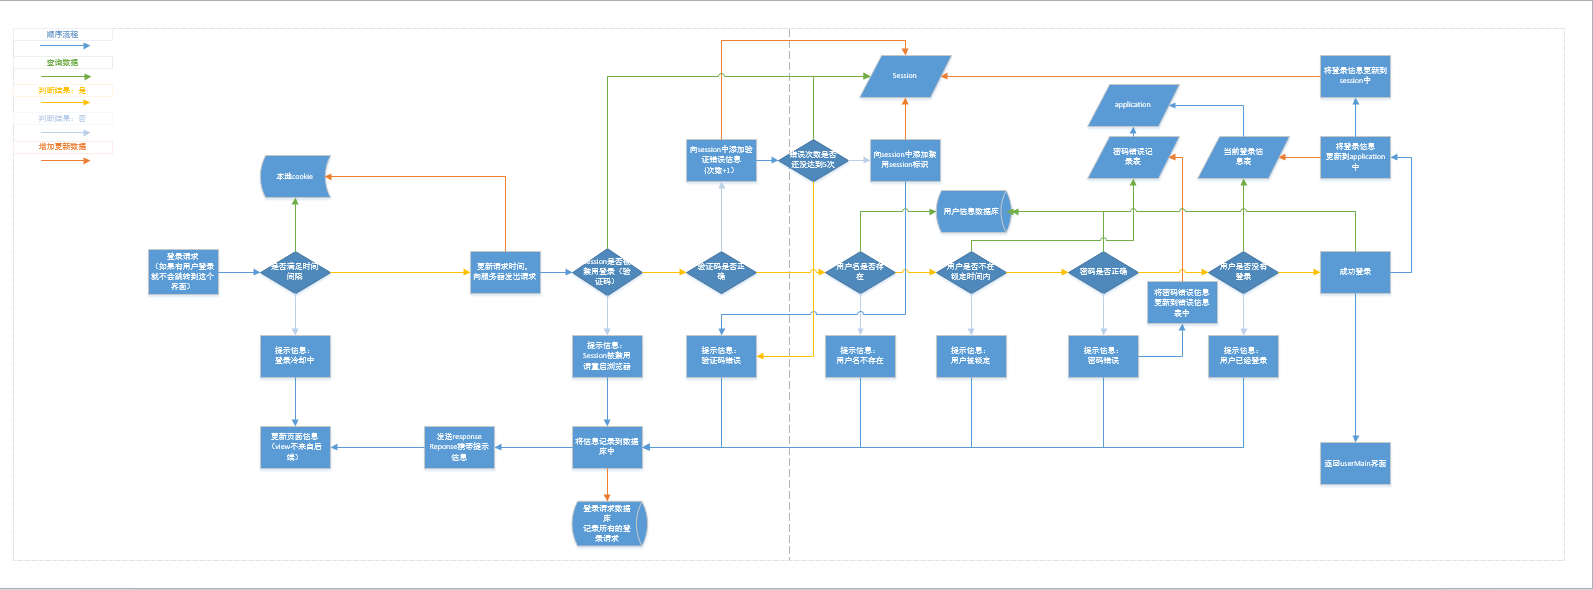 顺序流程
查询数据
判断结果：是
判断结果：否
增加更新数据
Session
将登录信息更新到
session中
application
向session中添加验
证错误信息
（次数+1）
错误次数是否
还没达到5次
向session中添加禁
用session标识
密码错误记
录表
当前登录信
息表
将登录信息
更新到application
中
本地cookie
用户信息数据库
登录请求
（如果有用户登录
就不会跳转到这个
界面）
是否满足时间
间隔
更新请求时间，
向服务器发出请求
session是否被
禁用登录（验
证码）
验证码是否正
确
用户名是否存
在
用户是否不在
锁定时间内
密码是否正确
用户是否没有
登录
成功登录
将密码错误信息
更新到错误信息
表中
提示信息：
登录冷却中
提示信息：
Session被禁用
请重启浏览器
提示信息：
验证码错误
提示信息：
用户名不存在
提示信息：
用户被锁定
提示信息：
密码错误
提示信息：
用户已经登录
更新页面信息
（view不来自后
端）
发送response
Reponse携带提示
信息
将信息记录到数据
库中
返回userMain界面
登录请求数据
库
记录所有的登
录请求